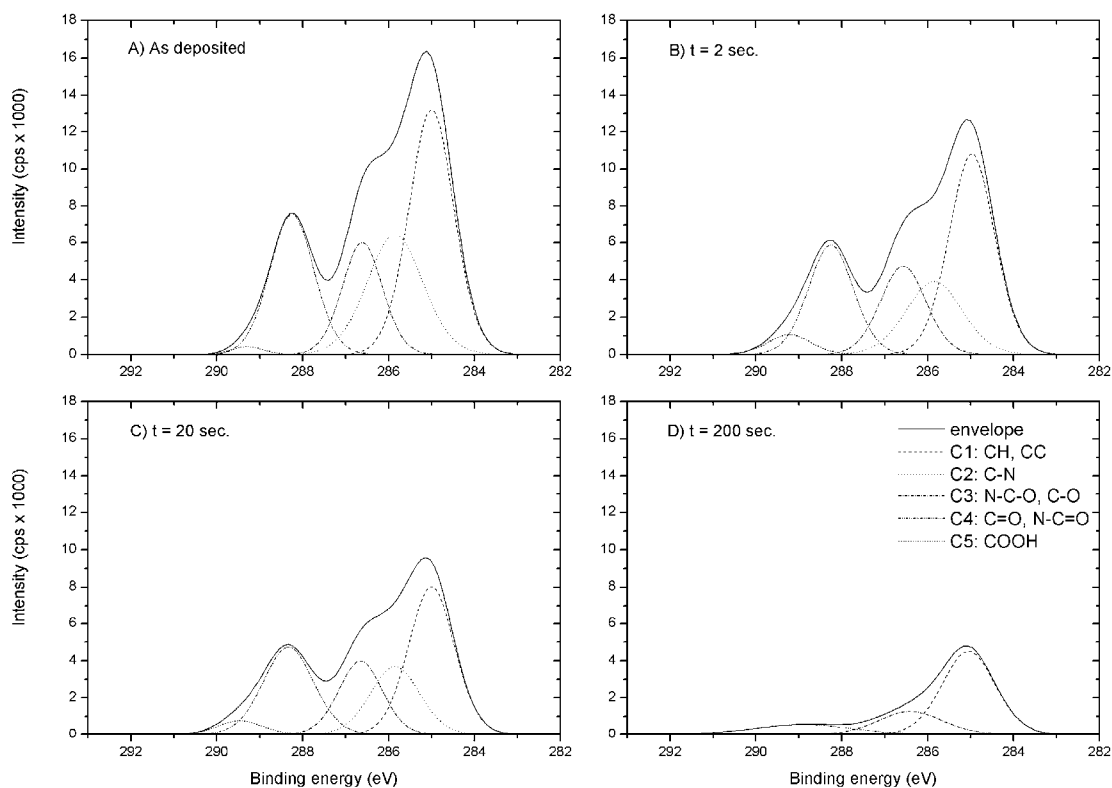 A) As deposited
18
16
14
12
10
8
6
4
2
0
292 290 288 286 284 282
Intensity (cps x 1000)
B) t = 2 sec.
18
16
14
12
10
8
6
4
2
0
292 290 288 286 284 282
C) t = 20 sec.
18
16
14
12
10
8
6
4
2
0
292 290 288 286 284 282
Intensity (cps x 1000)
Binding energy (eV)
D) t = 200 sec.
envelope
C1: CH, CC
C2: C-N
C3: N-C-O, C-O
C4: C=O, N-C=O
C5: COOH
18
16
14
12
10
8
6
4
2
0
292 290 288 286 284 282
Binding energy (eV)